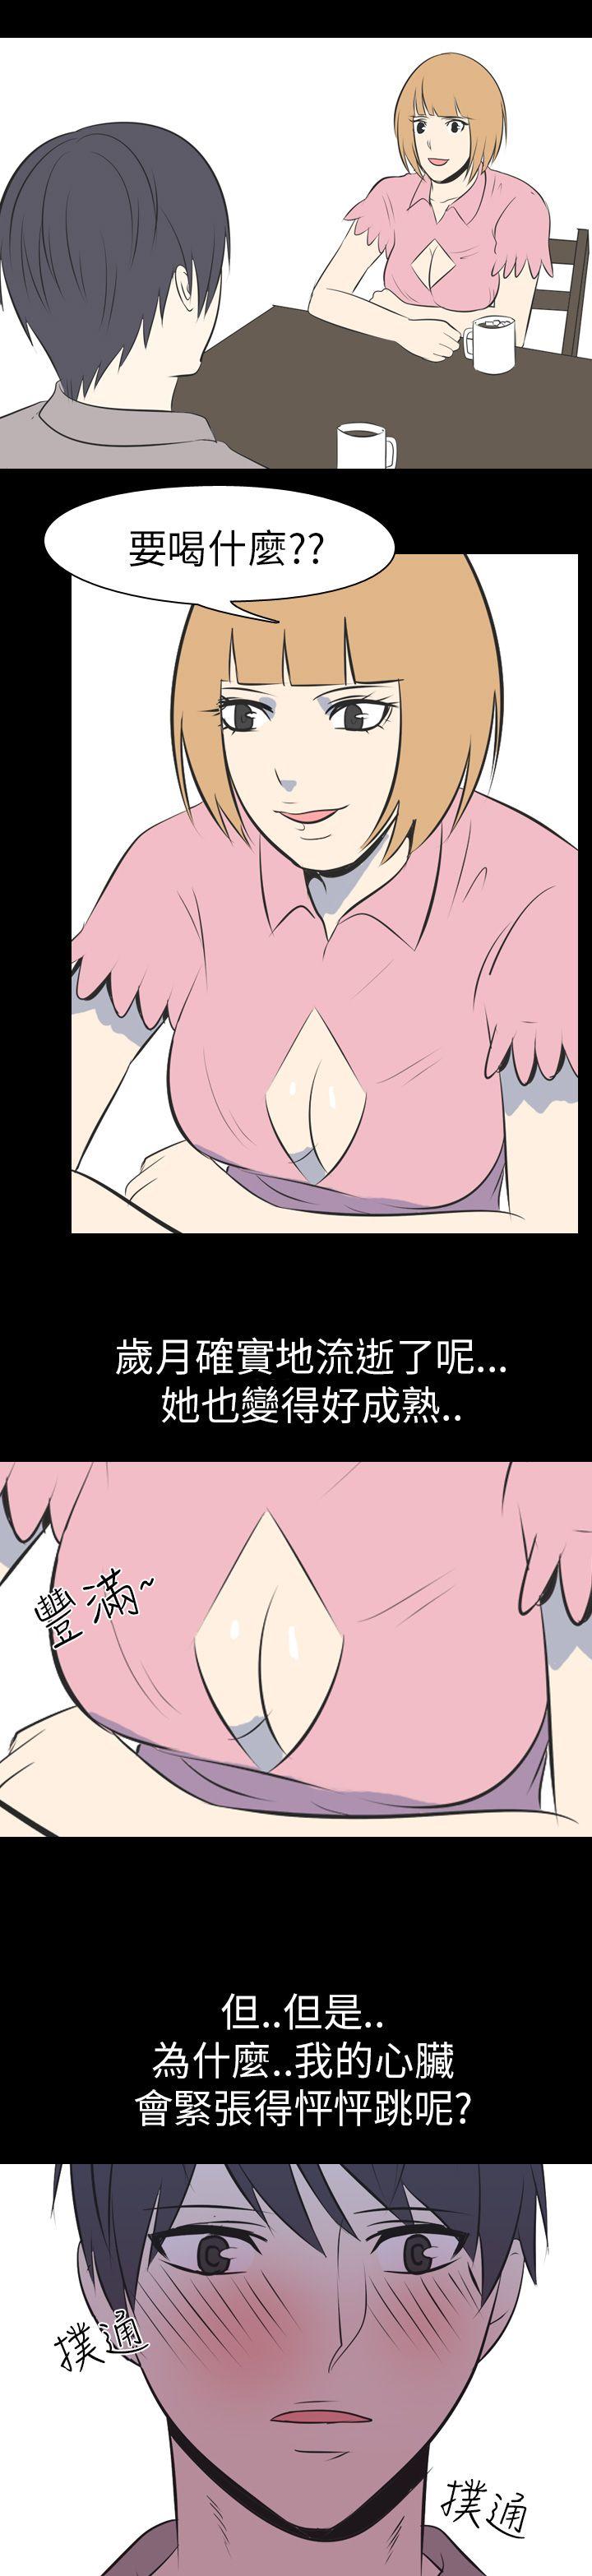 要喝什麼??
歲月確實地流逝了呢...
她也變得好成熟..
豐滿~
但..但是..
為什麼..我的心臟
會緊張得怦怦跳呢?
撲通
撲通